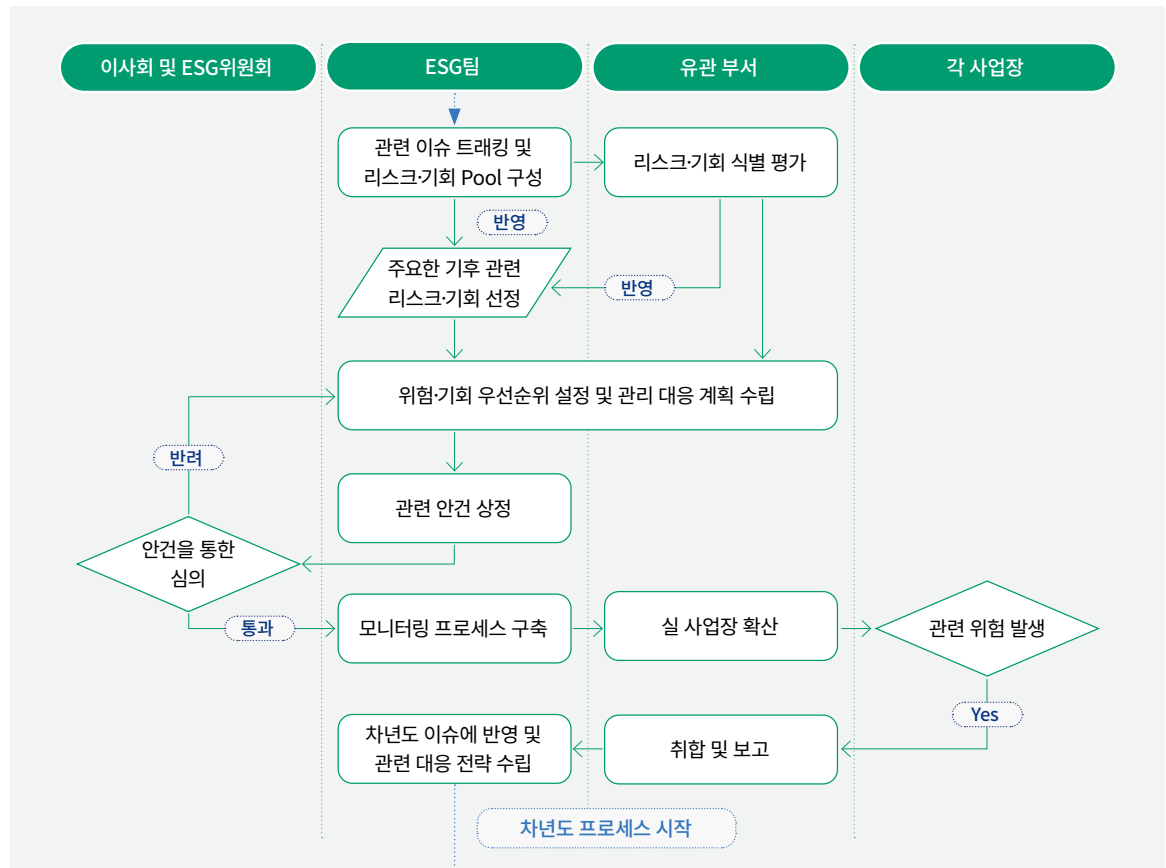 이사회 및 ESG위원회
ESG팀
유관 부서
각 사업장
관련 이슈 트래킹 및
리스크·기회 Pool 구성
리스크·기회 식별 평가
반영
주요한 기후 관련
리스크·기회 선정
반영
위험·기회 우선순위 설정 및 관리 대응 계획 수립
반려
관련 안건 상정
안건을 통한
심의
통과
모니터링 프로세스 구축
실 사업장 확산
관련 위험 발생
Yes
차년도 이슈에 반영 및
관련 대응 전략 수립
취합 및 보고
차년도 프로세스 시작